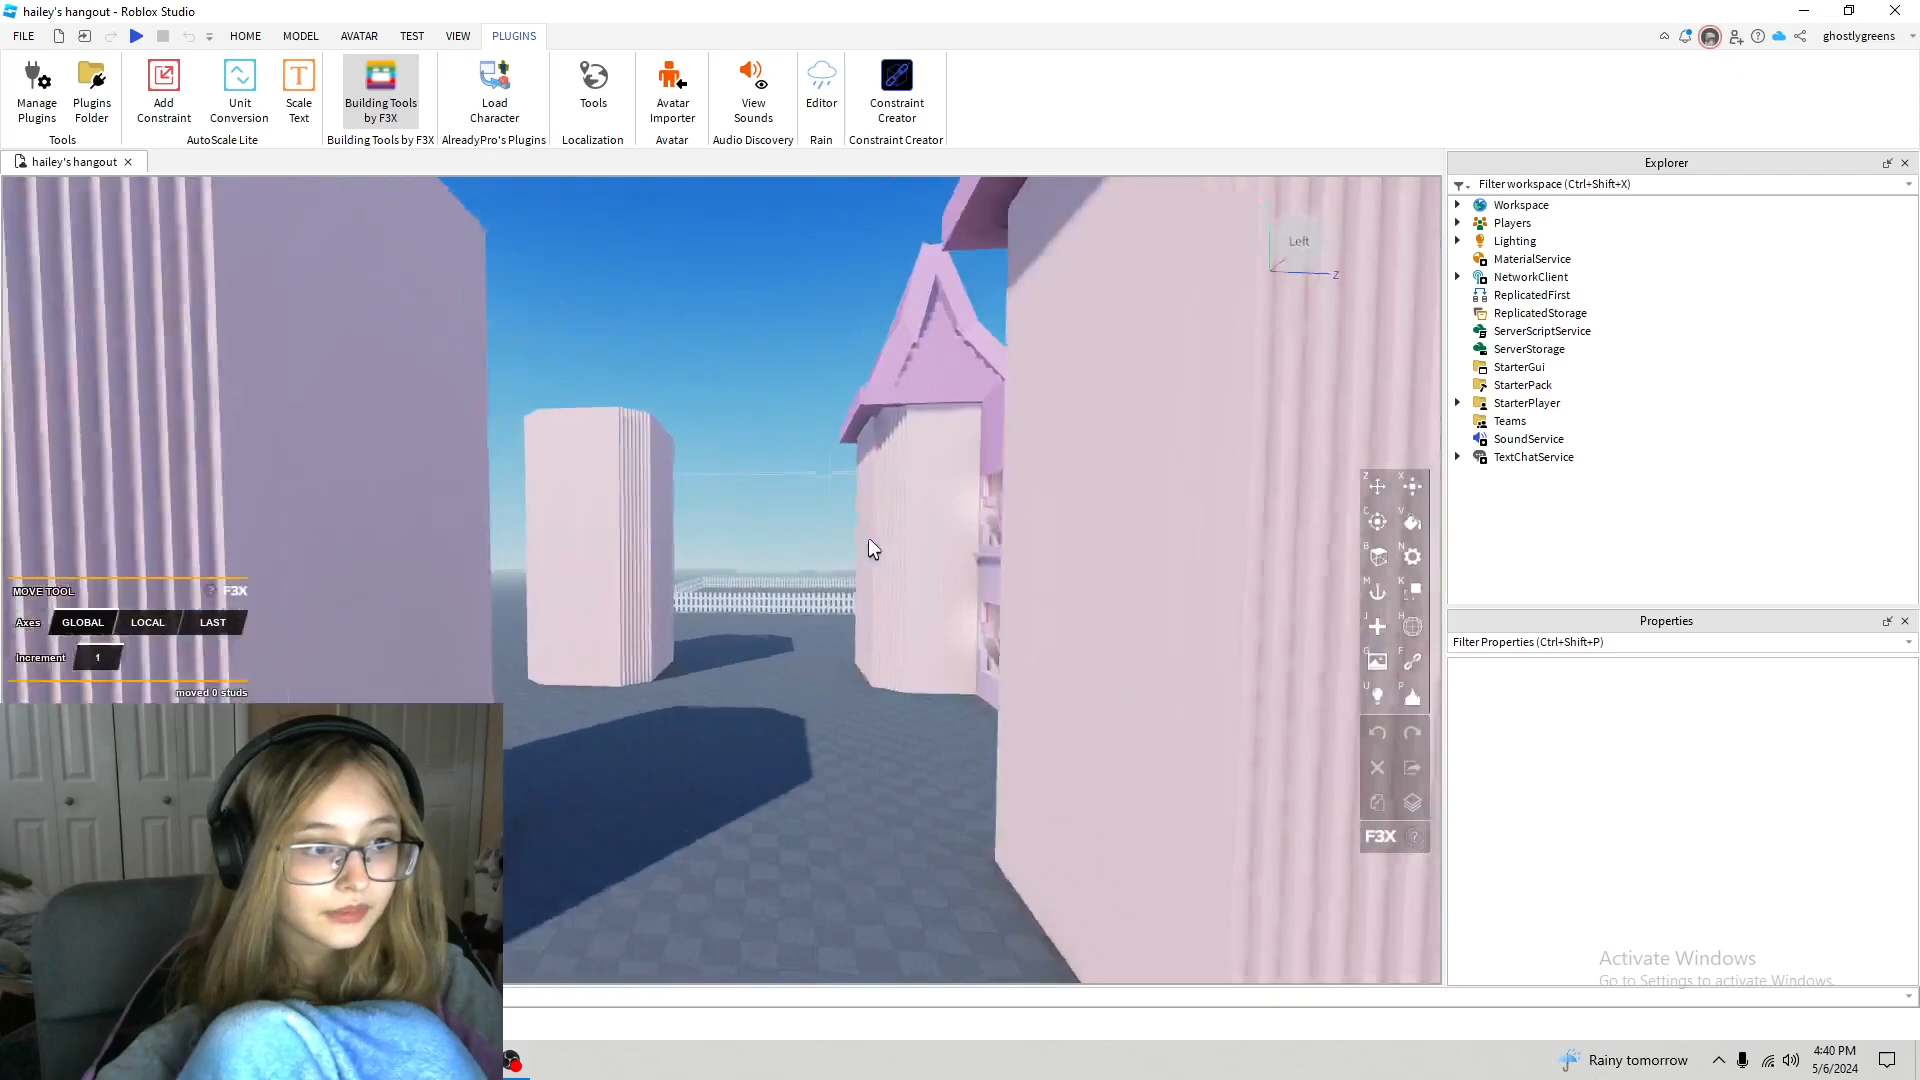 hailey's hangout - Roblox Studio
FILE HOME MODEL AVATAR TEST VIEW PLUGINS ghostlygreens
Manage Plugins
Plugins Folder
Add Constraint
Unit Conversion
Scale Text
Building Tools by F3X
Load Character
Tools
Avatar Importer
View Sounds
Editor
Constraint Creator
Tools AutoScale Lite Building Tools by F3X AlreadyPro's Plugins Localization Avatar Audio Discovery Rain Constraint Creator
hailey's hangout
Left
Z
MOVE TOOL F3X
Axes GLOBAL LOCAL LAST
Increment 1
moved 0 studs
Z X
C V
B N
M K
J H
G F
U P
F3X ?
Explorer
Filter workspace (Ctrl+Shift+X)
Workspace
Players
Lighting
MaterialService
NetworkClient
ReplicatedFirst
ReplicatedStorage
ServerScriptService
ServerStorage
StarterGui
StarterPack
StarterPlayer
Teams
SoundService
TextChatService
Properties
Filter Properties (Ctrl+Shift+P)
Activate Windows
Go to Settings to activate Windows.
Rainy tomorrow
4:40 PM
5/6/2024